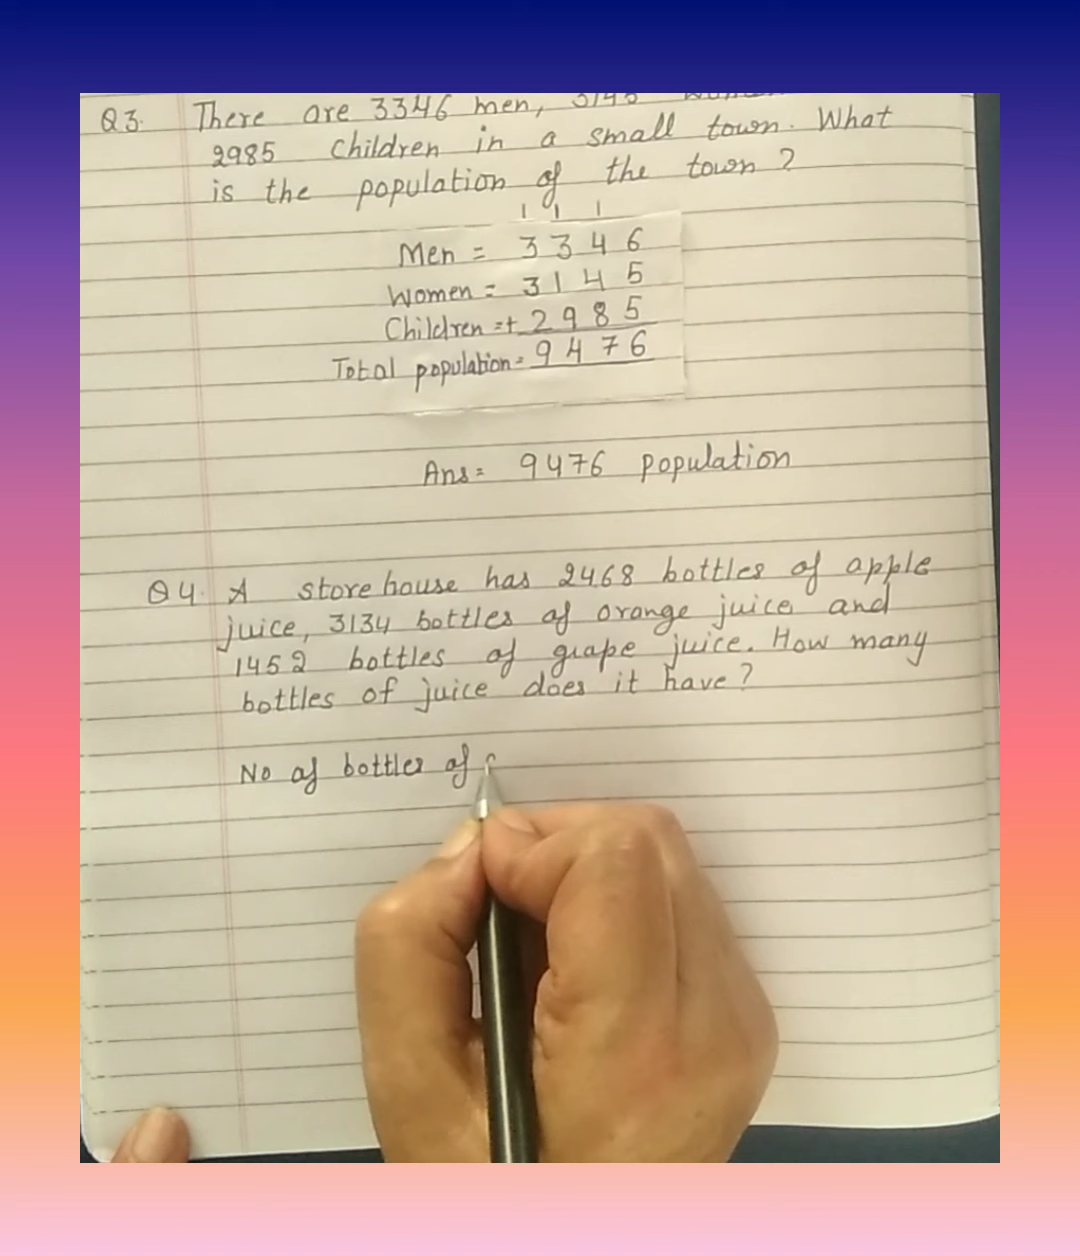 Q3. There are 3346 men, 3145
2985 children in a small town. What
is the population of the town?
1 1 1
Men = 3 3 4 6
Women = 3 1 4 5
Children =+ 2 9 8 5
Total population = 9 4 7 6
Ans = 9476 population
Q4. A storehouse has 2468 bottles of apple
juice, 3134 bottles of orange juice and
1452 bottles of grape juice. How many
bottles of juice does it have?
No of bottles of